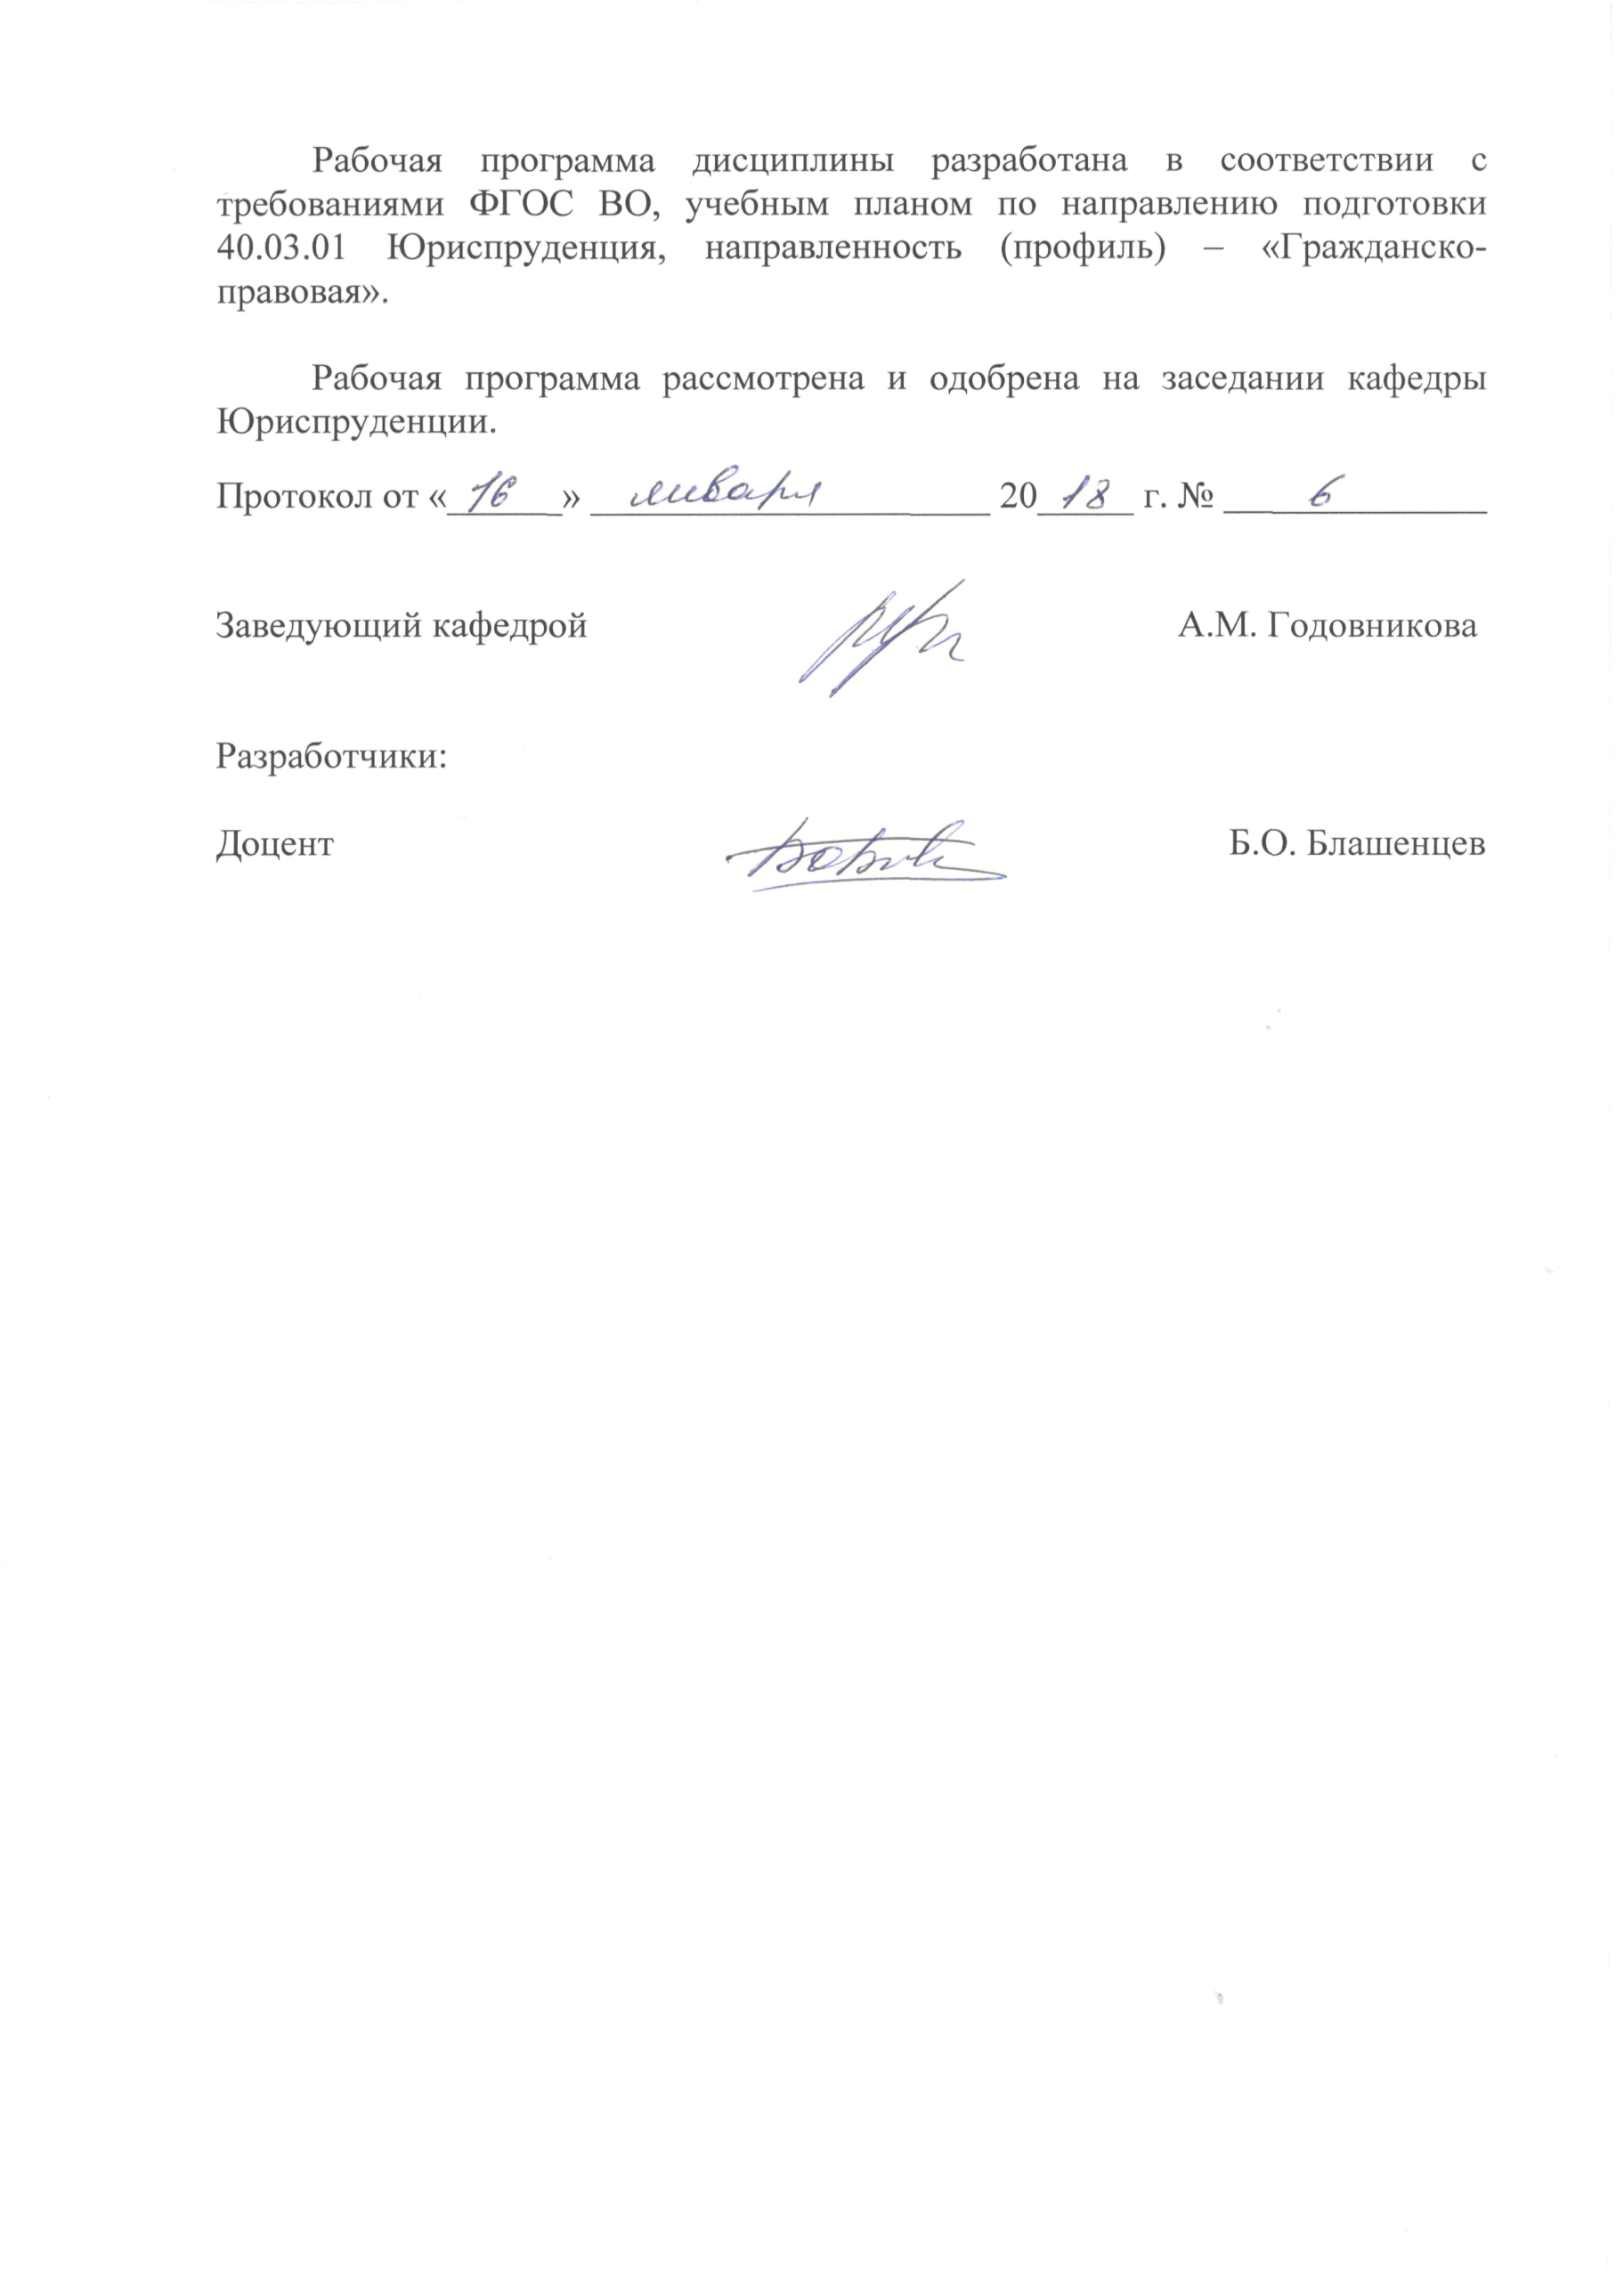 Рабочая программа дисциплины разработана в соответствии с
требованиями ФГОС ВО, учебным планом по направлению подготовки
40.03.01 Юриспруденция, направленность (профиль) – «Гражданско-
правовая».
Рабочая программа рассмотрена и одобрена на заседании кафедры
Юриспруденции.
Протокол от «16» января 2018 г. № 6
Заведующий кафедрой А.М. Годовникова
Разработчики:
Доцент Б.О. Блашенцев